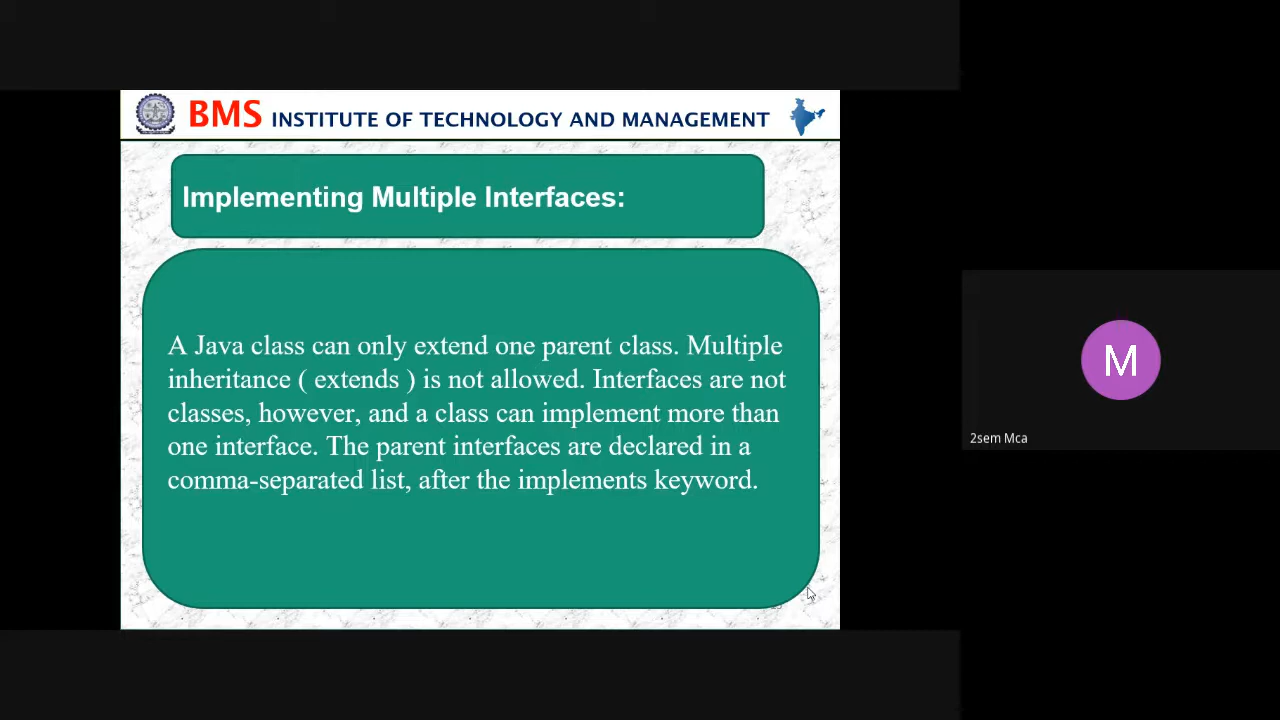 BMS INSTITUTE OF TECHNOLOGY AND MANAGEMENT
Implementing Multiple Interfaces:
A Java class can only extend one parent class. Multiple
inheritance ( extends ) is not allowed. Interfaces are not
classes, however, and a class can implement more than
one interface. The parent interfaces are declared in a
comma-separated list, after the implements keyword.
M
2sem Mca